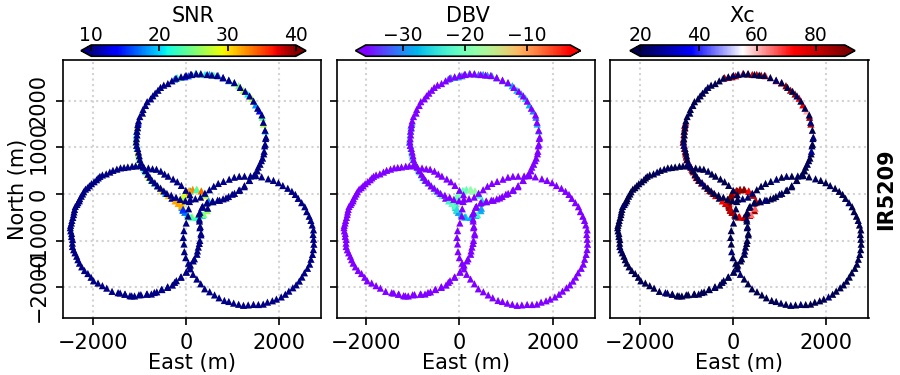 SNR DBV Xc
10 20 30 40 −30 −20 −10 20 40 60 80
2000
1000
0
−1000
−2000
North (m)
IR5209
−2000 0 2000 −2000 0 2000 −2000 0 2000
East (m) East (m) East (m)